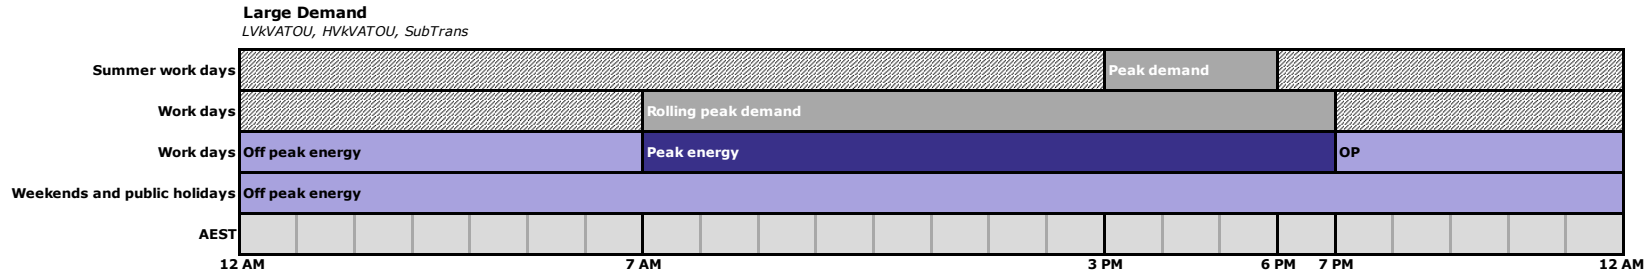 Large Demand
LVkVATOU, HVkVATOU, SubTrans
Summer work days Peak demand
Work days Rolling peak demand
Work days Off peak energy Peak energy OP
Weekends and public holidays Off peak energy
AEST
12 AM 7 AM 3 PM 6 PM 7 PM 12 AM